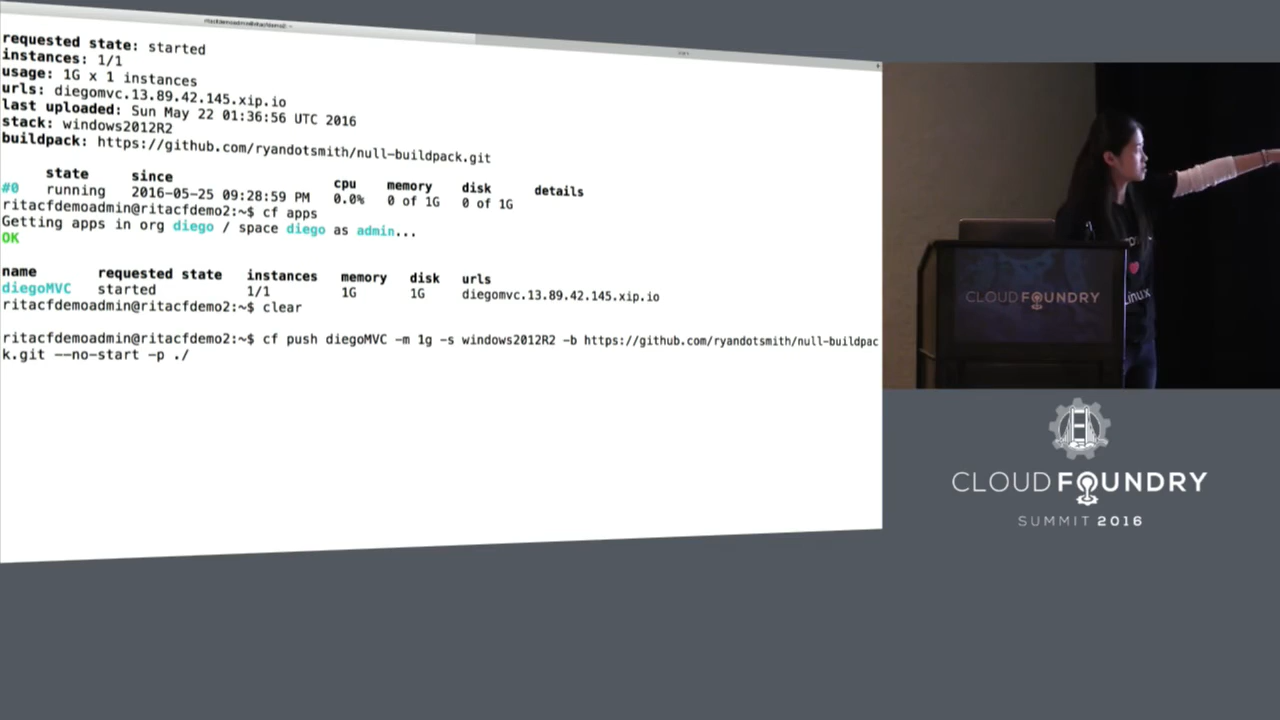 requested state: started
instances: 1/1
usage: 1G x 1 instances
urls: diegomvc.13.89.42.145.xip.io
last uploaded: Sun May 22 01:36:56 UTC 2016
stack: windows2012R2
buildpack: https://github.com/ryandotsmith/null-buildpack.git
state since cpu memory disk details
#0 running 2016-05-25 09:28:59 PM 0.0% 0 of 1G 0 of 1G
ritacfdemoadmin@ritacfdemo2:~$ cf apps
Getting apps in org diego / space diego as admin...
OK
name requested state instances memory disk urls
diegoMVC started 1/1 1G 1G diegomvc.13.89.42.145.xip.io
ritacfdemoadmin@ritacfdemo2:~$ clear
ritacfdemoadmin@ritacfdemo2:~$ cf push diegoMVC -m 1g -s windows2012R2 -b https://github.com/ryandotsmith/null-buildpac
k.git --no-start -p ./
CLOUD FOUNDRY
Linux
CLOUD FOUNDRY
SUMMIT 2016